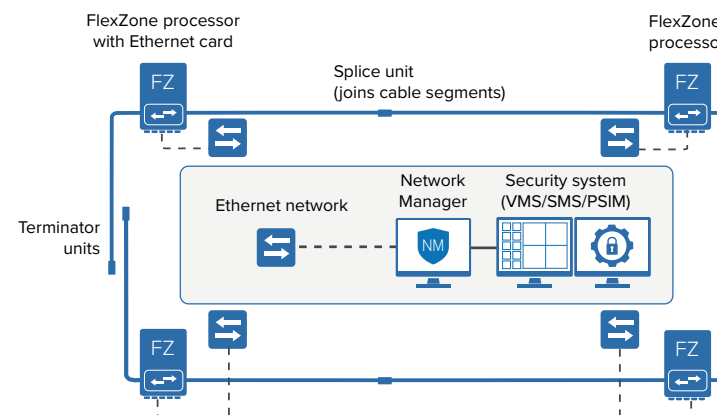 FlexZone processor
with Ethernet card
FlexZone
processo
FZ
FZ
Splice unit
(joins cable segments)
Network
Manager
Security system
(VMS/SMS/PSIM)
Ethernet network
NM
Terminator
units
FZ
FZ